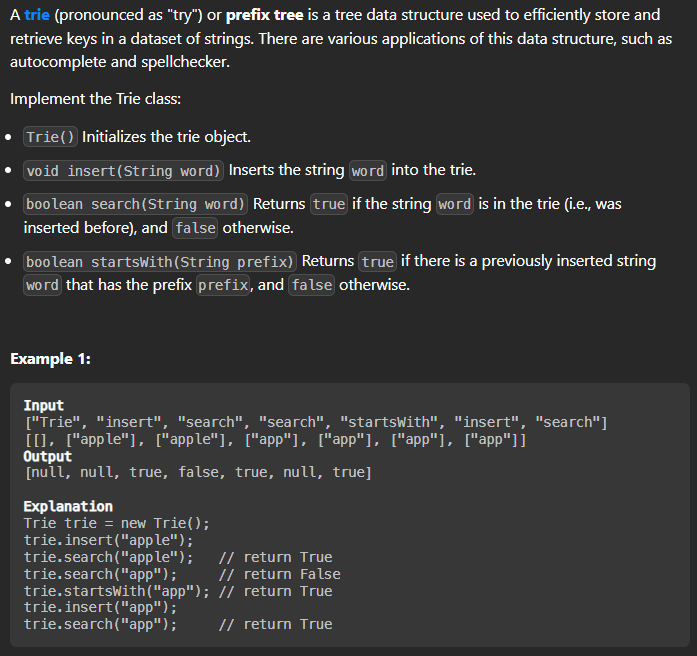 A trie (pronounced as "try") or prefix tree is a tree data structure used to efficiently store and
retrieve keys in a dataset of strings. There are various applications of this data structure, such as
autocomplete and spellchecker.
Implement the Trie class:
• Trie() Initializes the trie object.
• void insert(String word) Inserts the string word into the trie.
• boolean search(String word) Returns true if the string word is in the trie (i.e., was
inserted before), and false otherwise.
• boolean startsWith(String prefix) Returns true if there is a previously inserted string
word that has the prefix prefix, and false otherwise.
Example 1:
Input
["Trie", "insert", "search", "search", "startsWith", "insert", "search"]
[[], ["apple"], ["apple"], ["app"], ["app"], ["app"], ["app"]]
Output
[null, null, true, false, true, null, true]
Explanation
Trie trie = new Trie();
trie.insert("apple");
trie.search("apple");   // return True
trie.search("app");     // return False
trie.startsWith("app"); // return True
trie.insert("app");
trie.search("app");     // return True